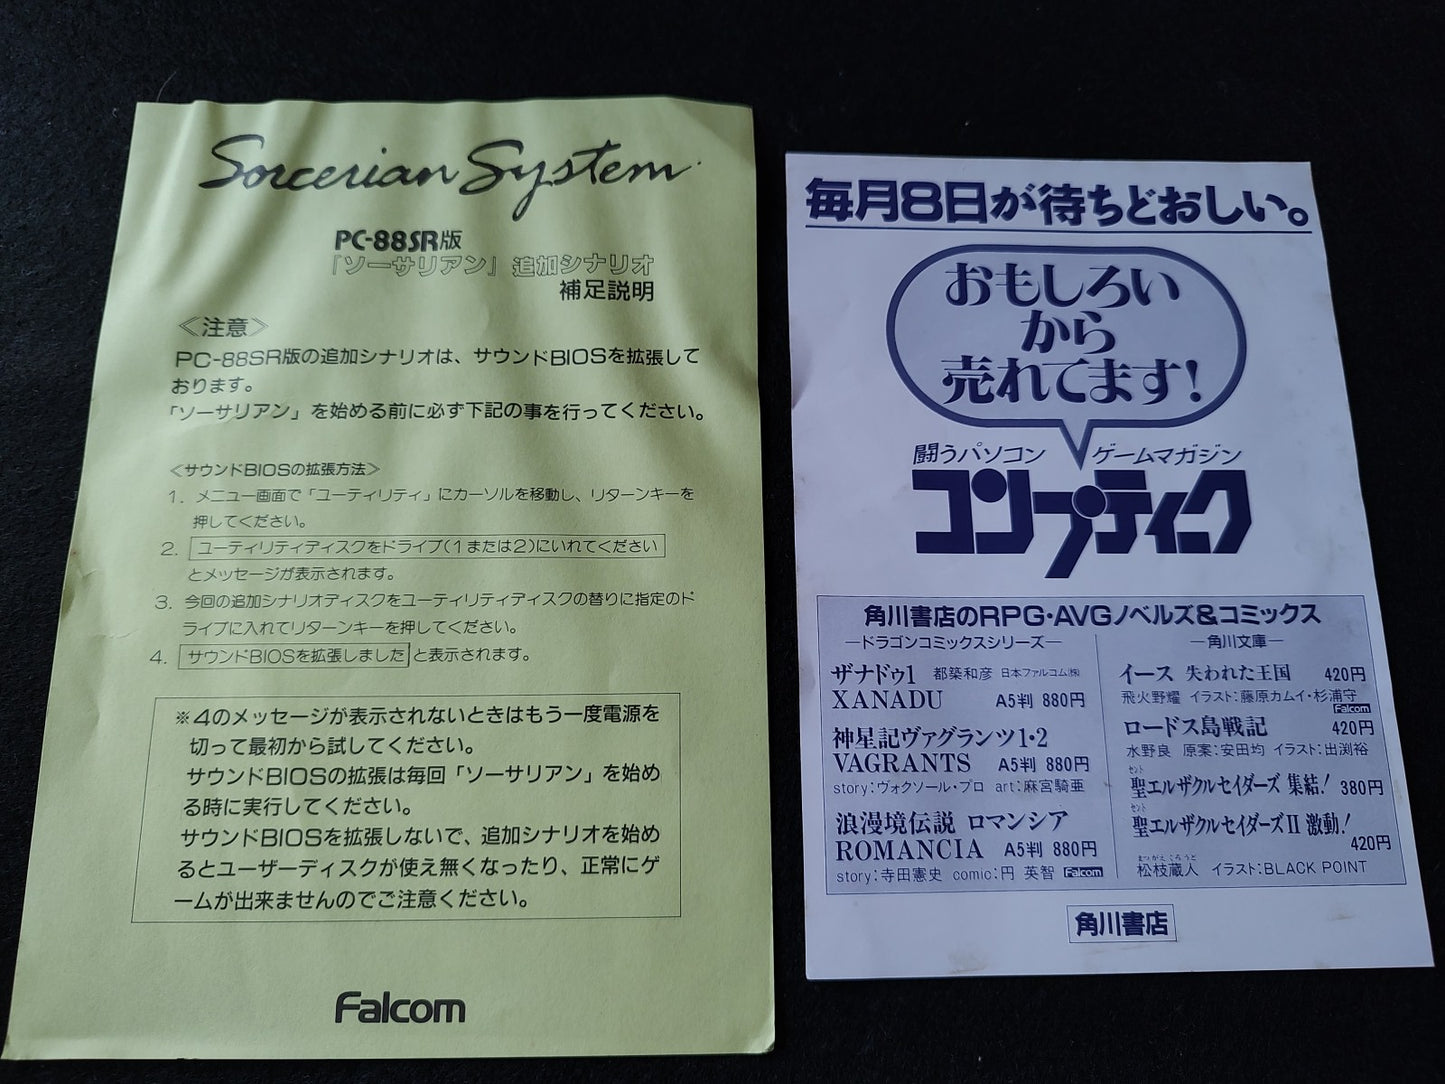 Sorcerian System
PC-88SR版
「ソーサリアン」追加シナリオ
補足説明
≪注意≫
PC-88SR版の追加シナリオは、サウンドBIOSを拡張して
おります。
「ソーサリアン」を始める前に必ず下記の事を行ってください。
<サウンドBIOSの拡張方法>
1. メニュー画面で「ユーティリティ」にカーソルを移動し、リターンキーを
押してください。
2. ユーティリティディスクをドライブ(1または2)にいれてください
とメッセージが表示されます。
3. 今回の追加シナリオディスクをユーティリティディスクの替りに指定のド
ライブに入れてリターンキーを押してください。
4. サウンドBIOSを拡張しました と表示されます。
※4のメッセージが表示されないときはもう一度電源を
切って最初から試してください。
サウンドBIOSの拡張は毎回「ソーサリアン」を始め
る時に実行してください。
サウンドBIOSを拡張しないで、追加シナリオを始め
るとユーザーディスクが使え無くなったり、正常にゲ
ームが出来ませんのでご注意ください。
Falcom
毎月8日が待ちどおしい。
おもしろい
から
売れてます!
闘うパソコン ゲームマガジン
コンプティーク
角川書店のRPG・AVGノベルズ&コミックス
—ドラゴンコミックスシリーズ—
ザナドゥ1 都築和彦 日本ファルコム(株)
XANADU A5判 880円
神星記ヴァグランツ1・2
VAGRANTS A5判 880円
story:ヴォクソール・プロ art:麻宮騎亜
浪漫境伝説 ロマンシア
ROMANCIA A5判 880円
story:寺田憲史 comic:円 英智 Falcom
—角川文庫—
イース 失われた王国 420円
飛火野耀 イラスト:藤原カムイ・杉浦守
Falcom
ロードス島戦記 420円
水野良 原案:安田均 イラスト:出渕裕
セント
聖エルザクルセイダーズ 集結! 380円
セント
聖エルザクルセイダーズII 激動!
420円
まつがえくろうど
松枝蔵人 イラスト:BLACK POINT
角川書店